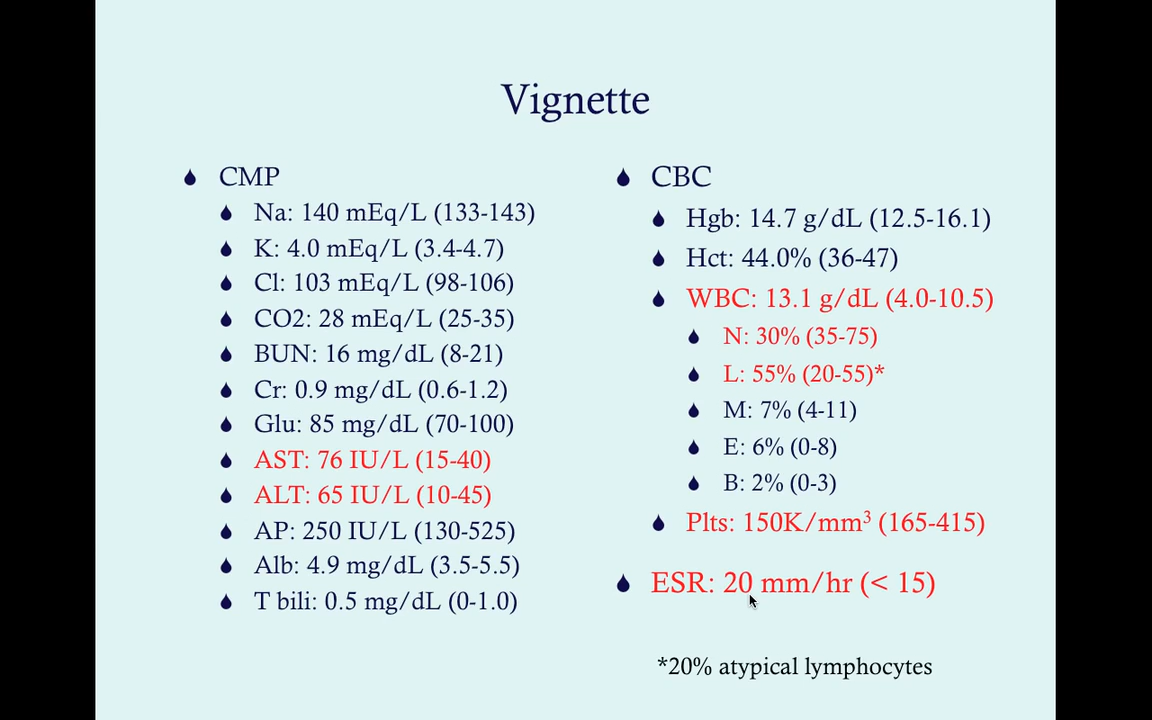 Vignette
CMP
Na: 140 mEq/L (133-143)
K: 4.0 mEq/L (3.4-4.7)
Cl: 103 mEq/L (98-106)
CO2: 28 mEq/L (25-35)
BUN: 16 mg/dL (8-21)
Cr: 0.9 mg/dL (0.6-1.2)
Glu: 85 mg/dL (70-100)
AST: 76 IU/L (15-40)
ALT: 65 IU/L (10-45)
AP: 250 IU/L (130-525)
Alb: 4.9 mg/dL (3.5-5.5)
T bili: 0.5 mg/dL (0-1.0)
CBC
Hgb: 14.7 g/dL (12.5-16.1)
Hct: 44.0% (36-47)
WBC: 13.1 g/dL (4.0-10.5)
N: 30% (35-75)
L: 55% (20-55)*
M: 7% (4-11)
E: 6% (0-8)
B: 2% (0-3)
Plts: 150K/mm³ (165-415)
ESR: 20 mm/hr (< 15)
*20% atypical lymphocytes